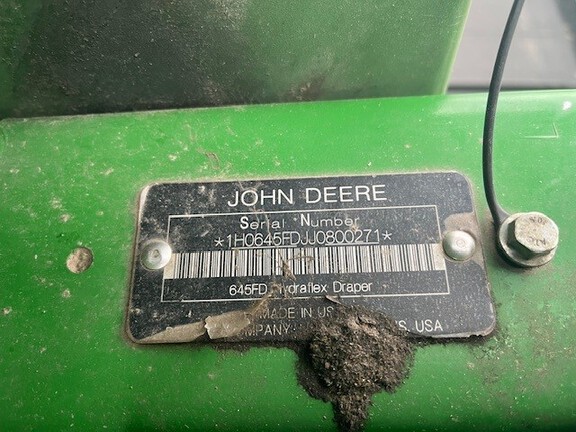 JOHN DEERE
Serial Number
*1H0645FDJJ0800271*
645FD Hydraflex Draper
MADE IN US
COMPANY USA